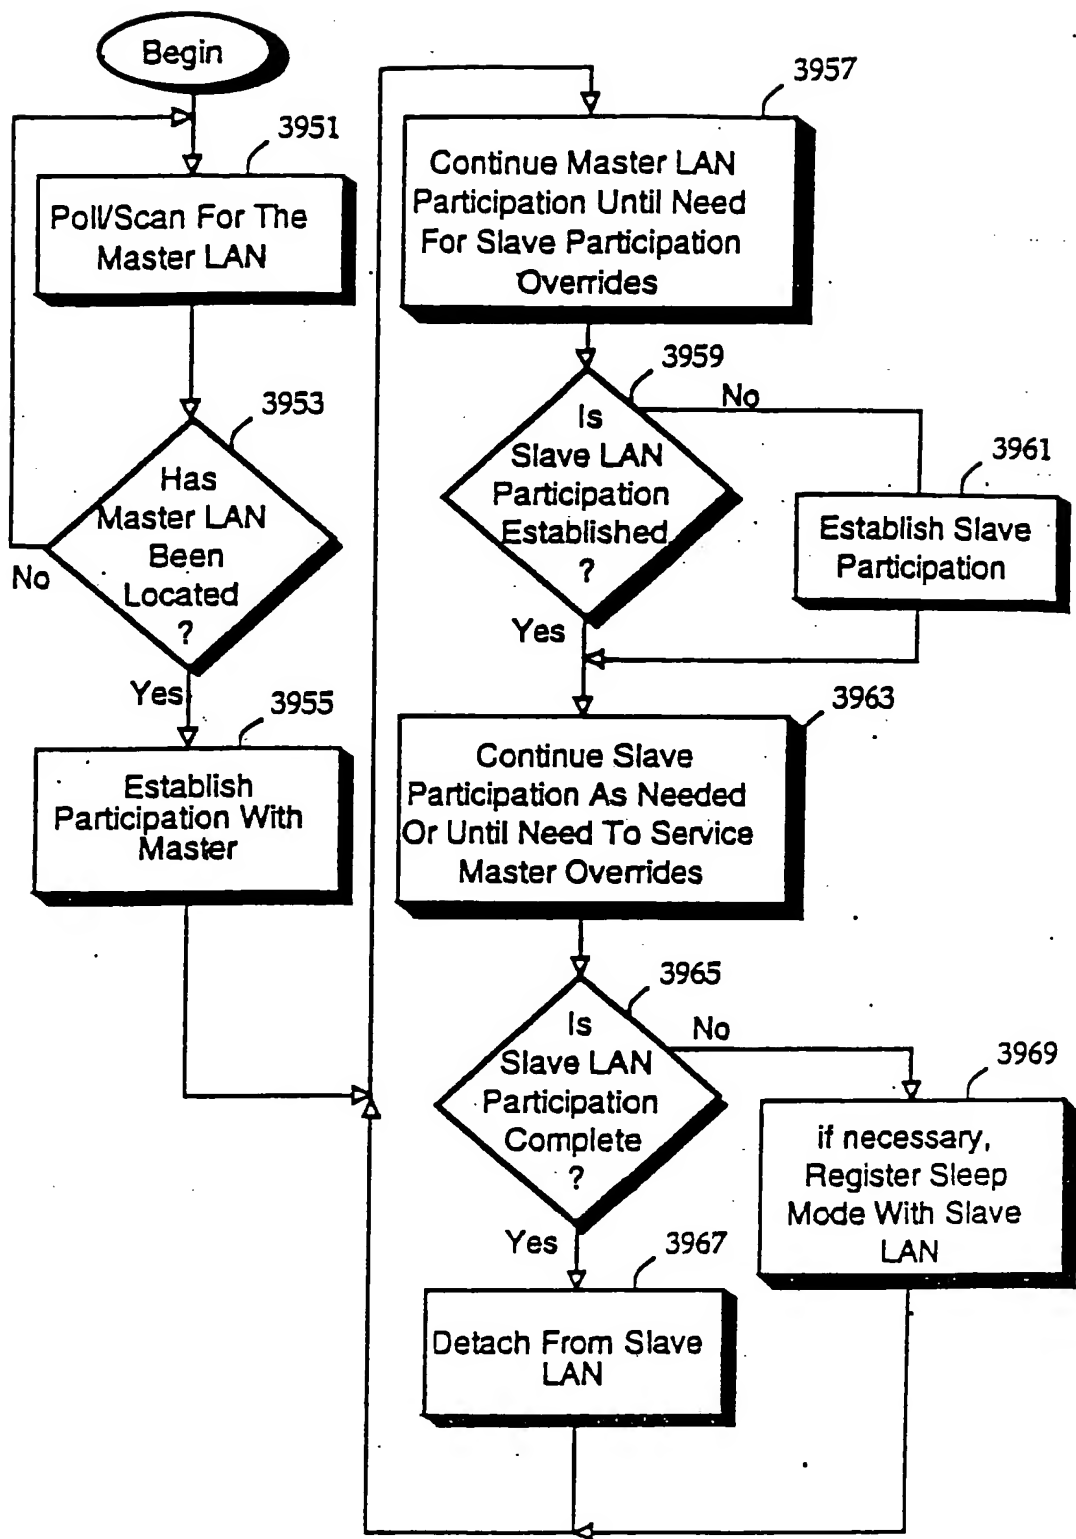 Begin
3951
Poll/Scan For The
Master LAN
3953
Has
Master LAN
Been
Located
?
No
Yes
3955
Establish
Participation With
Master
3957
Continue Master LAN
Participation Until Need
For Slave Participation
Overrides
3959
Is
Slave LAN
Participation
Established
?
No
Yes
3961
Establish Slave
Participation
3963
Continue Slave
Participation As Needed
Or Until Need To Service
Master Overrides
3965
Is
Slave LAN
Participation
Complete
?
No
Yes
3969
if necessary,
Register Sleep
Mode With Slave
LAN
3967
Detach From Slave
LAN